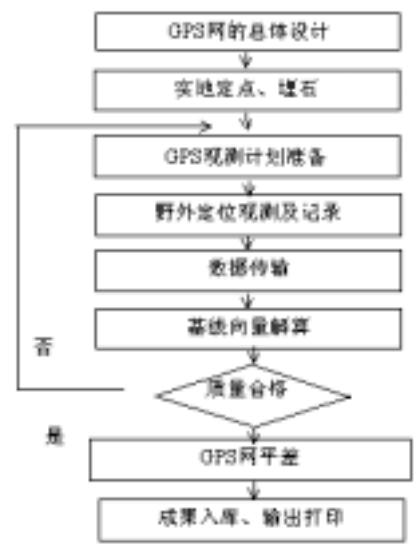 GPS网的总体设计
实地定点、埋石
GPS观测计划准备
野外定位观测及记录
数据传输
基线向量解算
否
质量合格
是
GPS网平差
成果入库、输出打印